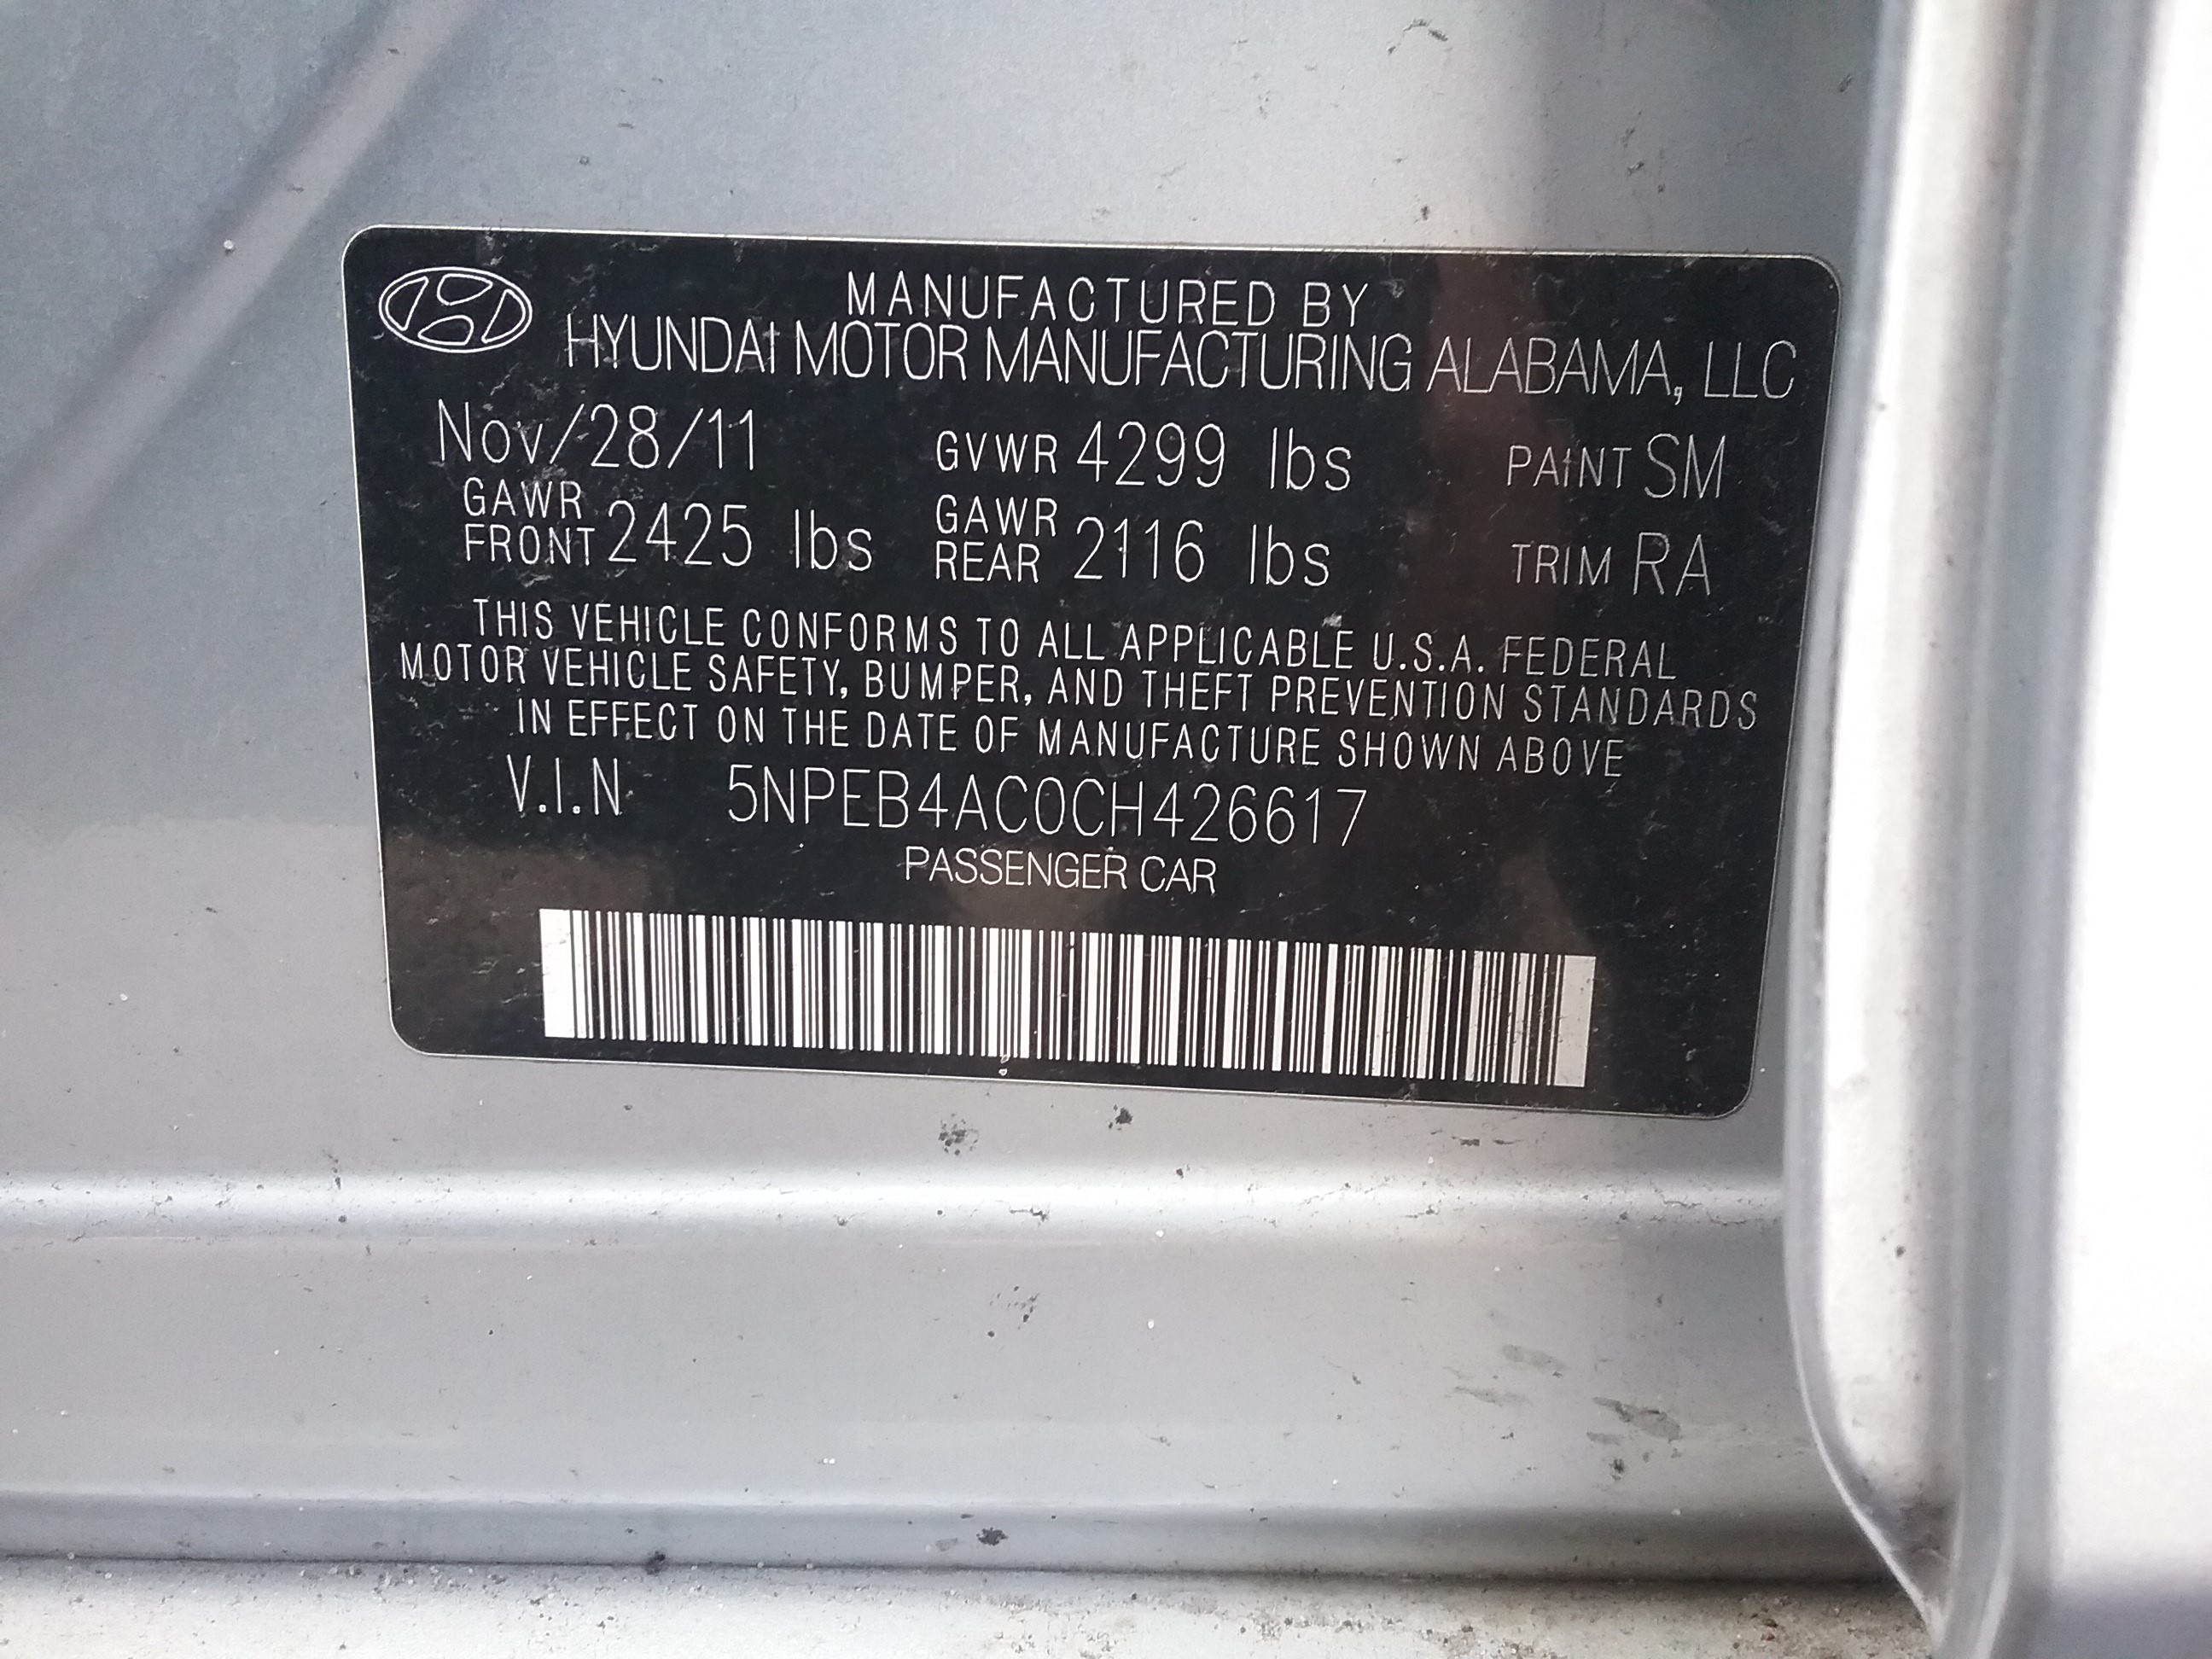 MANUFACTURED BY
HYUNDAI MOTOR MANUFACTURING ALABAMA, LLC
Nov/28/11 GVWR 4299 lbs PAINT SM
GAWR FRONT 2425 lbs GAWR REAR 2116 lbs TRIM RA
THIS VEHICLE CONFORMS TO ALL APPLICABLE U.S.A. FEDERAL
MOTOR VEHICLE SAFETY, BUMPER, AND THEFT PREVENTION STANDARDS
IN EFFECT ON THE DATE OF MANUFACTURE SHOWN ABOVE
V.I.N 5NPEB4AC0CH426617
PASSENGER CAR